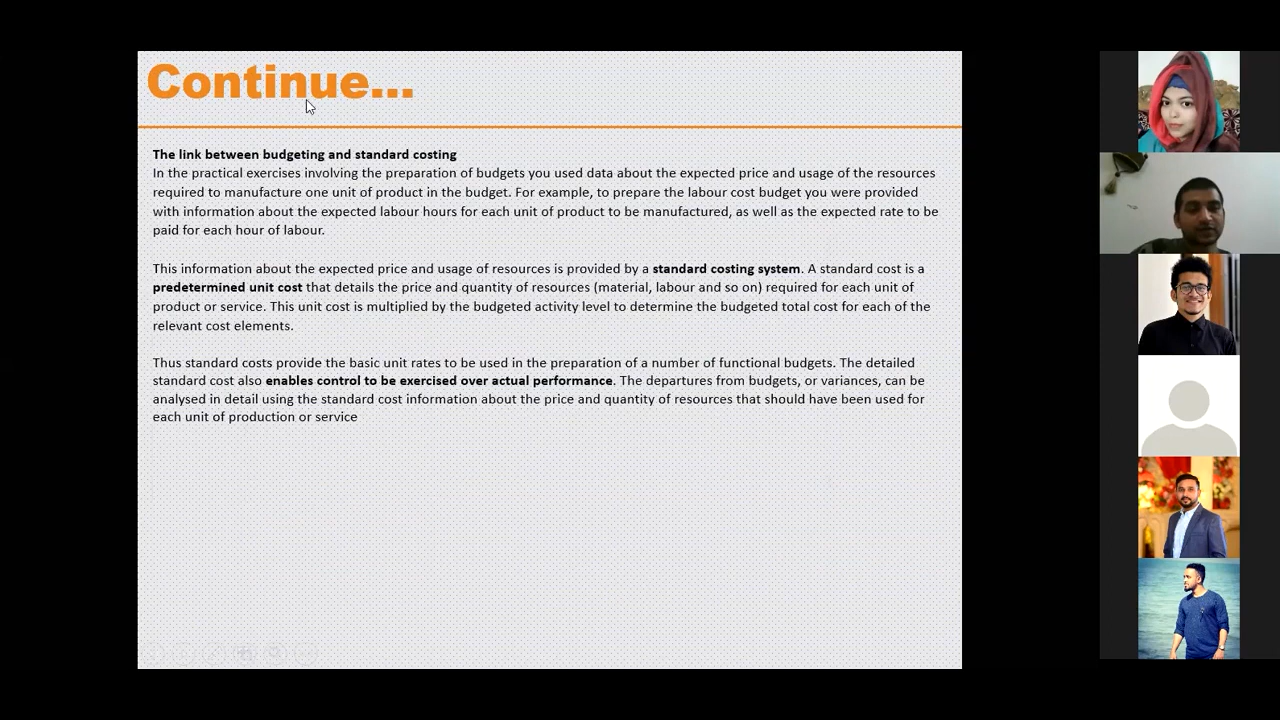 Continue...
The link between budgeting and standard costing
In the practical exercises involving the preparation of budgets you used data about the expected price and usage of the resources
required to manufacture one unit of product in the budget. For example, to prepare the labour cost budget you were provided
with information about the expected labour hours for each unit of product to be manufactured, as well as the expected rate to be
paid for each hour of labour.
This information about the expected price and usage of resources is provided by a standard costing system. A standard cost is a
predetermined unit cost that details the price and quantity of resources (material, labour and so on) required for each unit of
product or service. This unit cost is multiplied by the budgeted activity level to determine the budgeted total cost for each of the
relevant cost elements.
Thus standard costs provide the basic unit rates to be used in the preparation of a number of functional budgets. The detailed
standard cost also enables control to be exercised over actual performance. The departures from budgets, or variances, can be
analysed in detail using the standard cost information about the price and quantity of resources that should have been used for
each unit of production or service